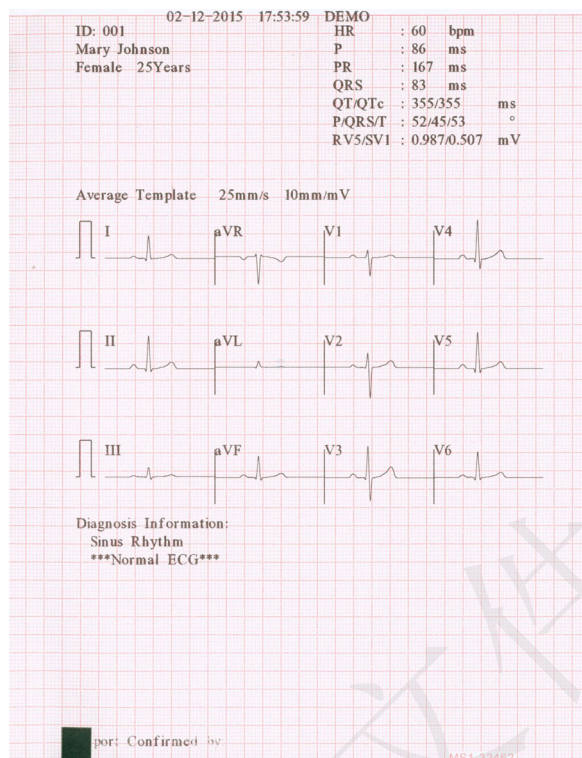 02-12-2015 17:53:59 DEMO
ID: 001
Mary Johnson
Female 25Years
HR : 60 bpm
P : 86 ms
PR : 167 ms
QRS : 83 ms
QT/QTc : 355/355 ms
P/QRS/T : 52/45/53 °
RV5/SV1 : 0.987/0.507 mV
Average Template 25mm/s 10mm/mV
I aVR V1 V4
II aVL V2 V5
III aVF V3 V6
Diagnosis Information:
Sinus Rhythm
***Normal ECG***
Confirmed by
文件